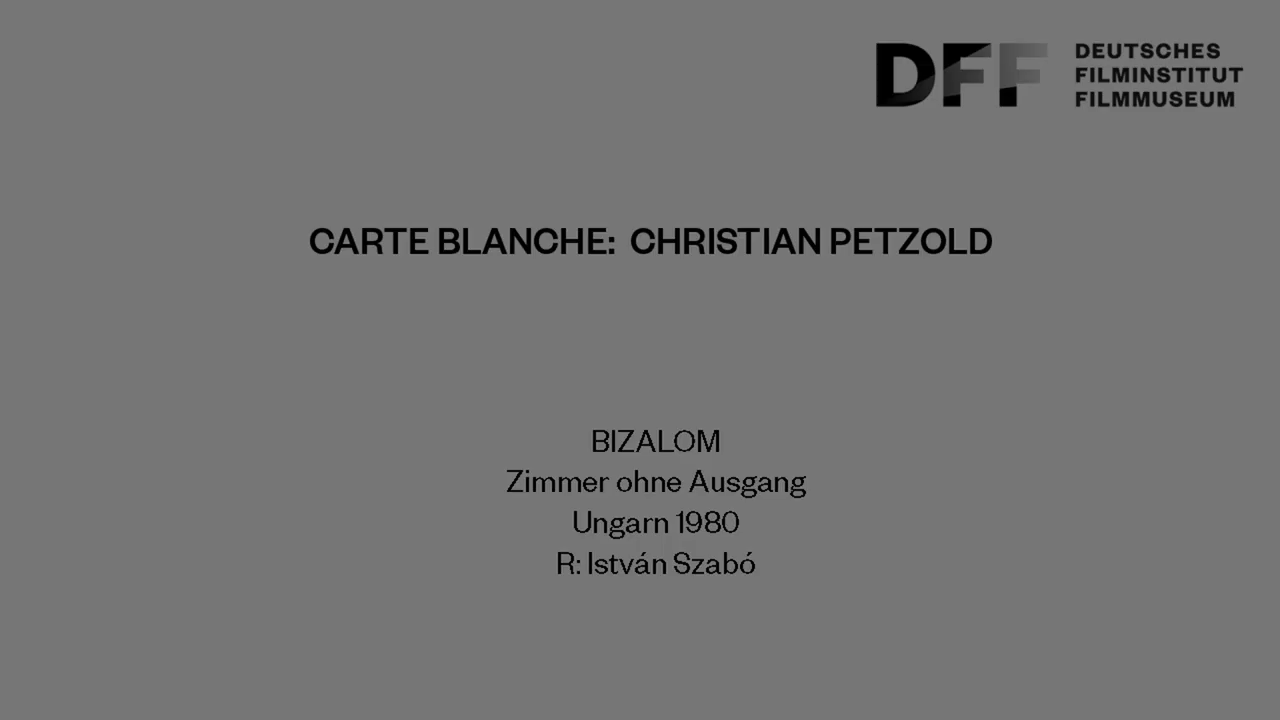 DFF DEUTSCHES
FILMINSTITUT
FILMMUSEUM
CARTE BLANCHE: CHRISTIAN PETZOLD
BIZALOM
Zimmer ohne Ausgang
Ungarn 1980
R: István Szabó